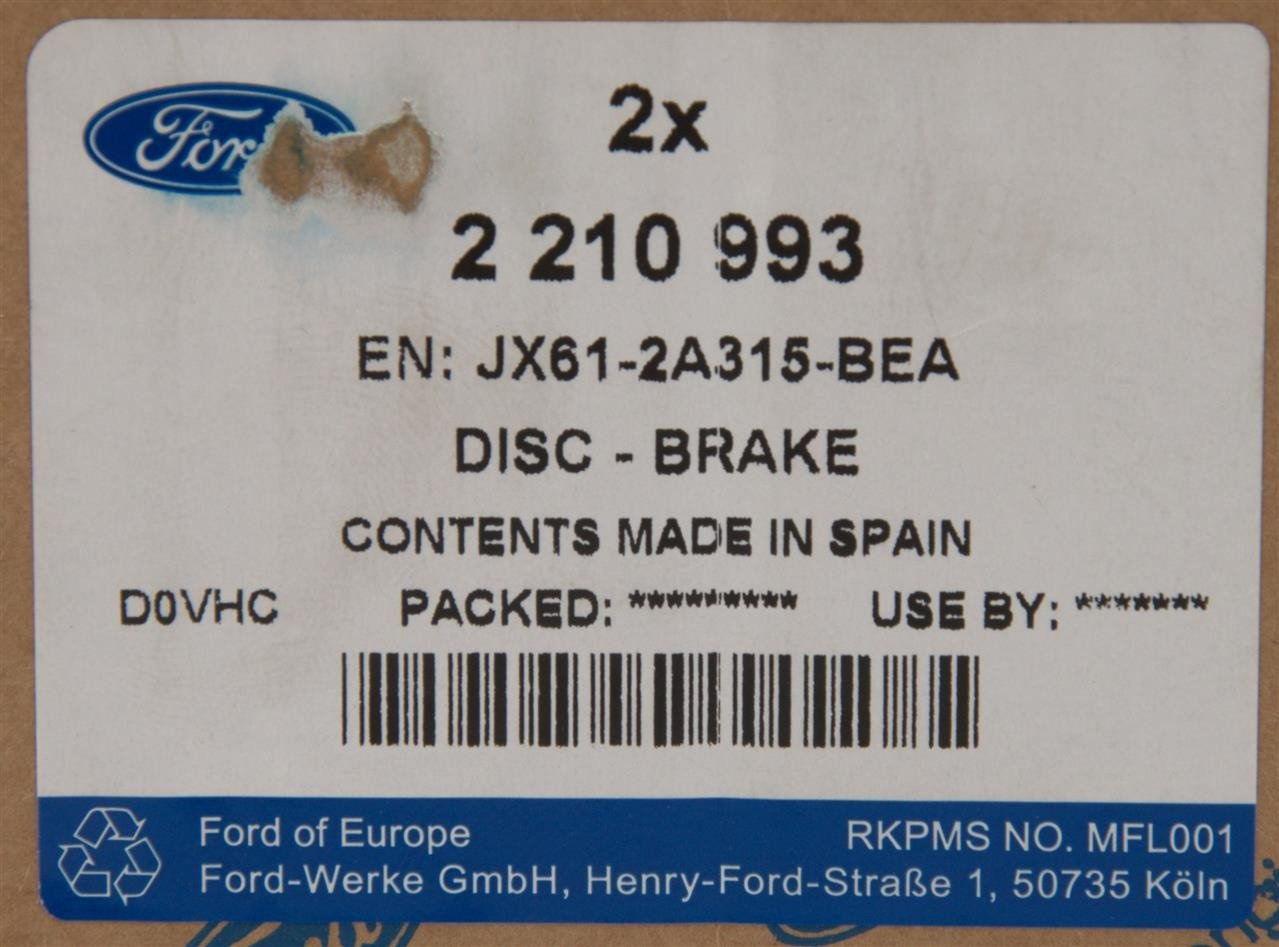 Ford
2x
2 210 993
EN: JX61-2A315-BEA
DISC - BRAKE
CONTENTS MADE IN SPAIN
D0VHC PACKED: ********* USE BY: *******
Ford of Europe RKPMS NO. MFL001
Ford-Werke GmbH, Henry-Ford-Straße 1, 50735 Köln